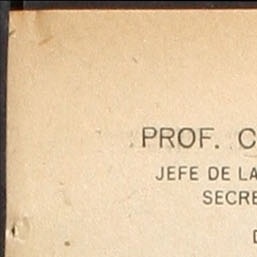 PROF. C
JEFE DE LA
SECRE
D